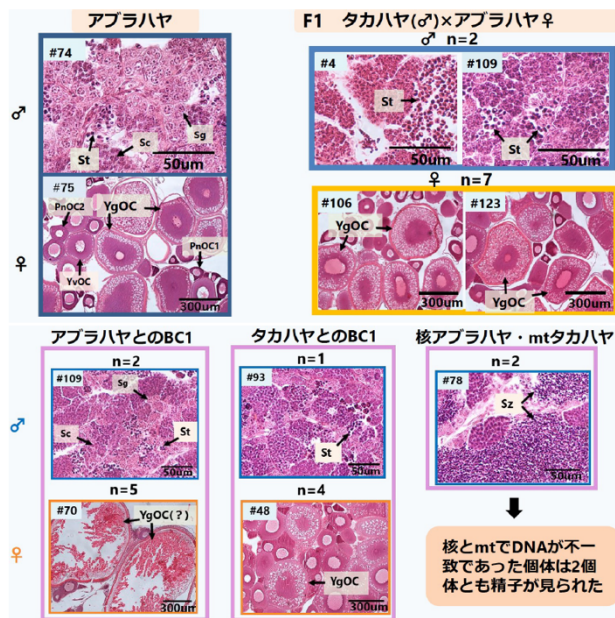 アブラハヤ
F1 タカハヤ(♂)×アブラハヤ♀
♂ n=2
#74
St
Sc
Sg
50um
♂
#4
St
50um
#109
St
50um
♀ n=7
#75
PnOC2
YgOC
PnOC1
YvOC
300um
♀
#106
YgOC
300um
#123
YgOC
300um
アブラハヤとのBC1
タカハヤとのBC1
核アブラハヤ・mtタカハヤ
n=2
n=1
n=2
♂
#109
Sg
Sc
St
50um
#93
St
50um
#78
Sz
50um
n=5
n=4
♀
#70
YgOC(?)
300um
#48
YgOC
300um
核とmtでDNAが不一
致であった個体は2個
体とも精子が見られた